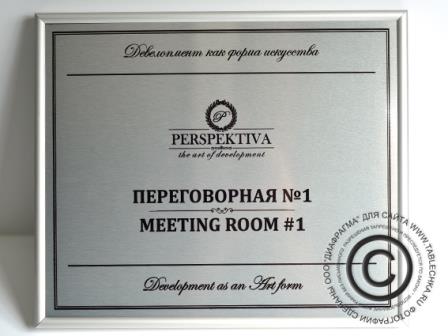 Девелопмент как форма искусства
P
PERSPEKTIVA
the art of development
ПЕРЕГОВОРНАЯ №1
MEETING ROOM #1
Development as an Art form
ФОТОГРАФИИ СДЕЛАНЫ ООО "ДИАФРАГМА" ДЛЯ САЙТА WWW.TABLECHKI.RU
©